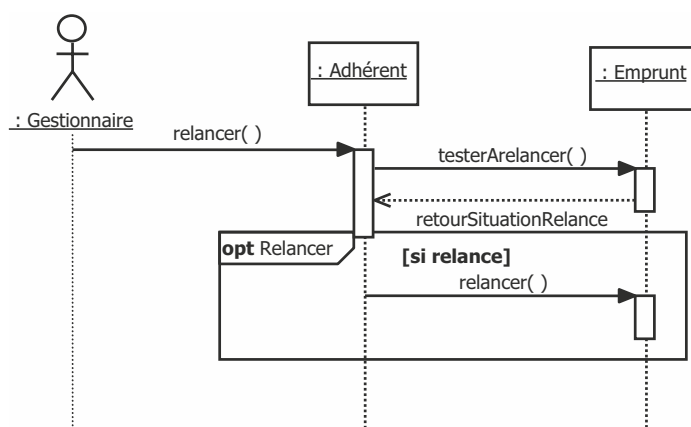 : Adhérent
: Emprunt
: Gestionnaire
relancer( )
testerArelancer( )
retourSituationRelance
opt Relancer
[si relance]
relancer( )